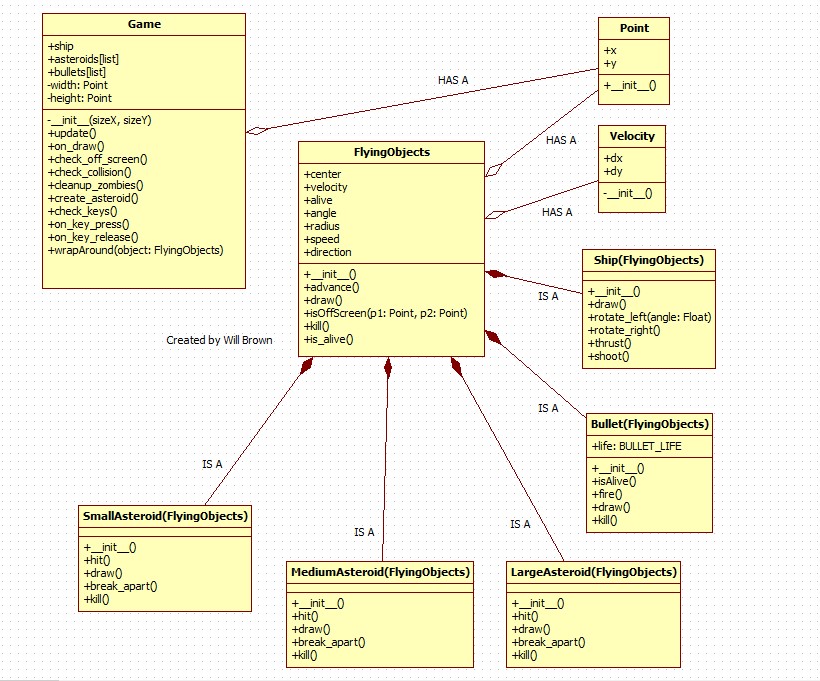 Game
+ship
+asteroids[list]
+bullets[list]
-width: Point
-height: Point
-__init__(sizeX, sizeY)
+update()
+on_draw()
+check_off_screen()
+check_collision()
+cleanup_zombies()
+create_asteroid()
+check_keys()
+on_key_press()
+on_key_release()
+wrapAround(object: FlyingObjects)
HAS A
Point
+x
+y
+__init__()
HAS A
Velocity
+dx
+dy
-__init__()
HAS A
FlyingObjects
+center
+velocity
+alive
+angle
+radius
+speed
+direction
+__init__()
+advance()
+draw()
+isOffScreen(p1: Point, p2: Point)
+kill()
+is_alive()
Created by Will Brown
IS A
Ship(FlyingObjects)
+__init__()
+draw()
+rotate_left(angle: Float)
+rotate_right()
+thrust()
+shoot()
IS A
Bullet(FlyingObjects)
+life: BULLET_LIFE
+__init__()
+isAlive()
+fire()
+draw()
+kill()
IS A
SmallAsteroid(FlyingObjects)
+__init__()
+hit()
+draw()
+break_apart()
+kill()
IS A
MediumAsteroid(FlyingObjects)
+__init__()
+hit()
+draw()
+break_apart()
+kill()
IS A
LargeAsteroid(FlyingObjects)
+__init__()
+hit()
+draw()
+break_apart()
+kill()